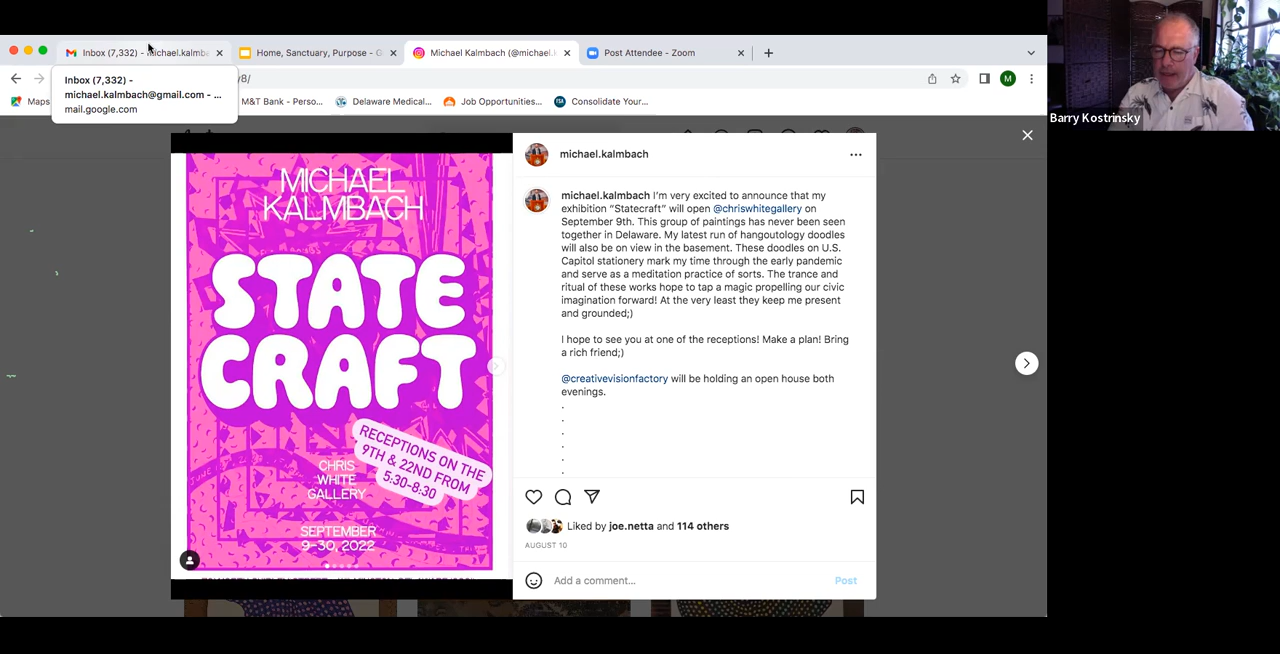 Inbox (7,332) - michael.kalmb
Home, Sanctuary, Purpose - G
Michael Kalmbach (@michael.k
Post Attendee - Zoom
Inbox (7,332) -
michael.kalmbach@gmail.com - ...
mail.google.com
y8/
M
Maps
M&T Bank - Perso...
Delaware Medical...
Job Opportunities...
Consolidate Your...
Barry Kostrinsky
MICHAEL
KALMBACH
STATE
CRAFT
RECEPTIONS ON THE
9TH & 22ND FROM
5:30-8:30
CHRIS
WHITE
GALLERY
SEPTEMBER
9-30, 2022
michael.kalmbach
michael.kalmbach I'm very excited to announce that my
exhibition "Statecraft" will open @chriswhitegallery on
September 9th. This group of paintings has never been seen
together in Delaware. My latest run of hangoutology doodles
will also be on view in the basement. These doodles on U.S.
Capitol stationery mark my time through the early pandemic
and serve as a meditation practice of sorts. The trance and
ritual of these works hope to tap a magic propelling our civic
imagination forward! At the very least they keep me present
and grounded;)
I hope to see you at one of the receptions! Make a plan! Bring
a rich friend;)
@creativevisionfactory will be holding an open house both
evenings.
.
.
.
.
.
.
Liked by joe.netta and 114 others
AUGUST 10
Add a comment...
Post